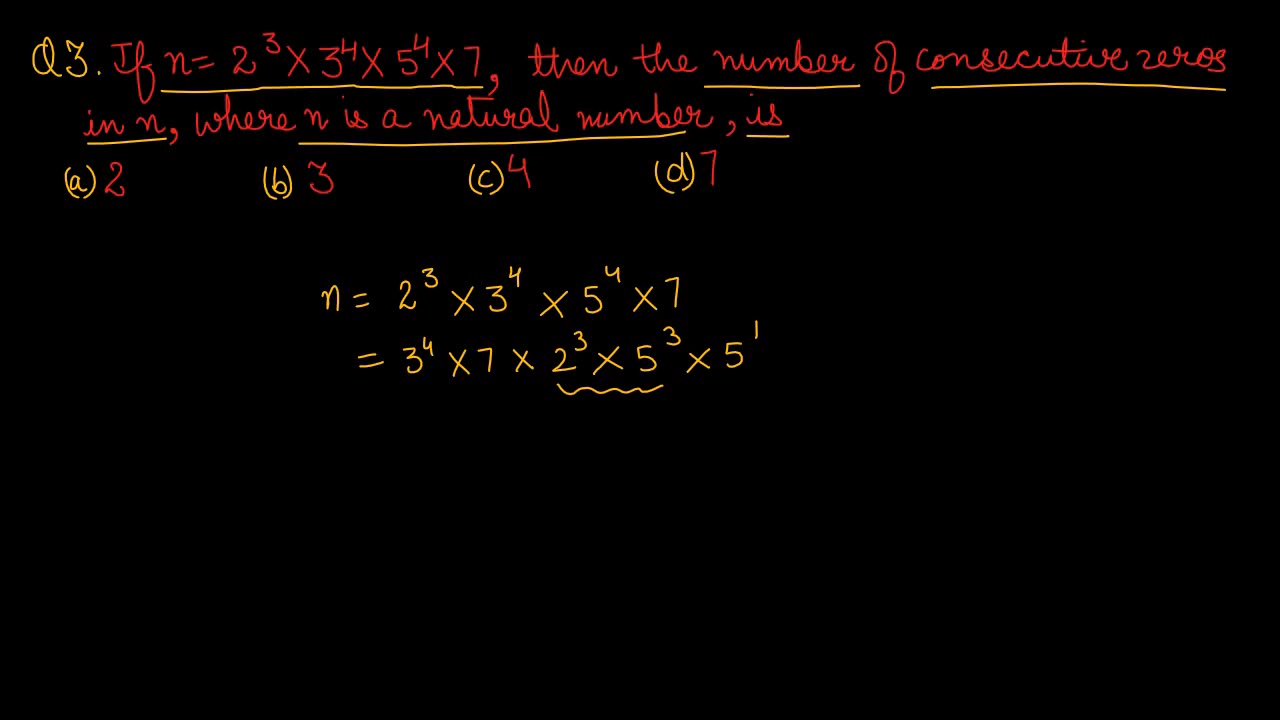 Q3. If n = 2³ × 3⁴ × 5⁴ × 7, then the number of consecutive zeros
in n, where n is a natural number, is
(a) 2 (b) 3 (c) 4 (d) 7
n = 2³ × 3⁴ × 5⁴ × 7
= 3⁴ × 7 × 2³ × 5³ × 5¹